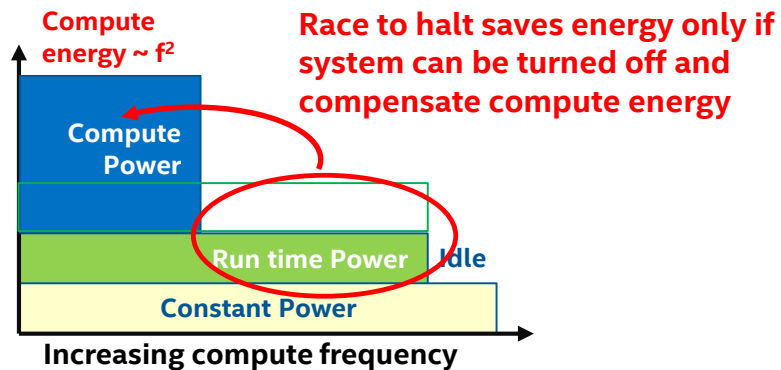 Compute
energy ~ f²
Race to halt saves energy only if
system can be turned off and
compensate compute energy
Compute
Power
Run time Power
Idle
Constant Power
Increasing compute frequency